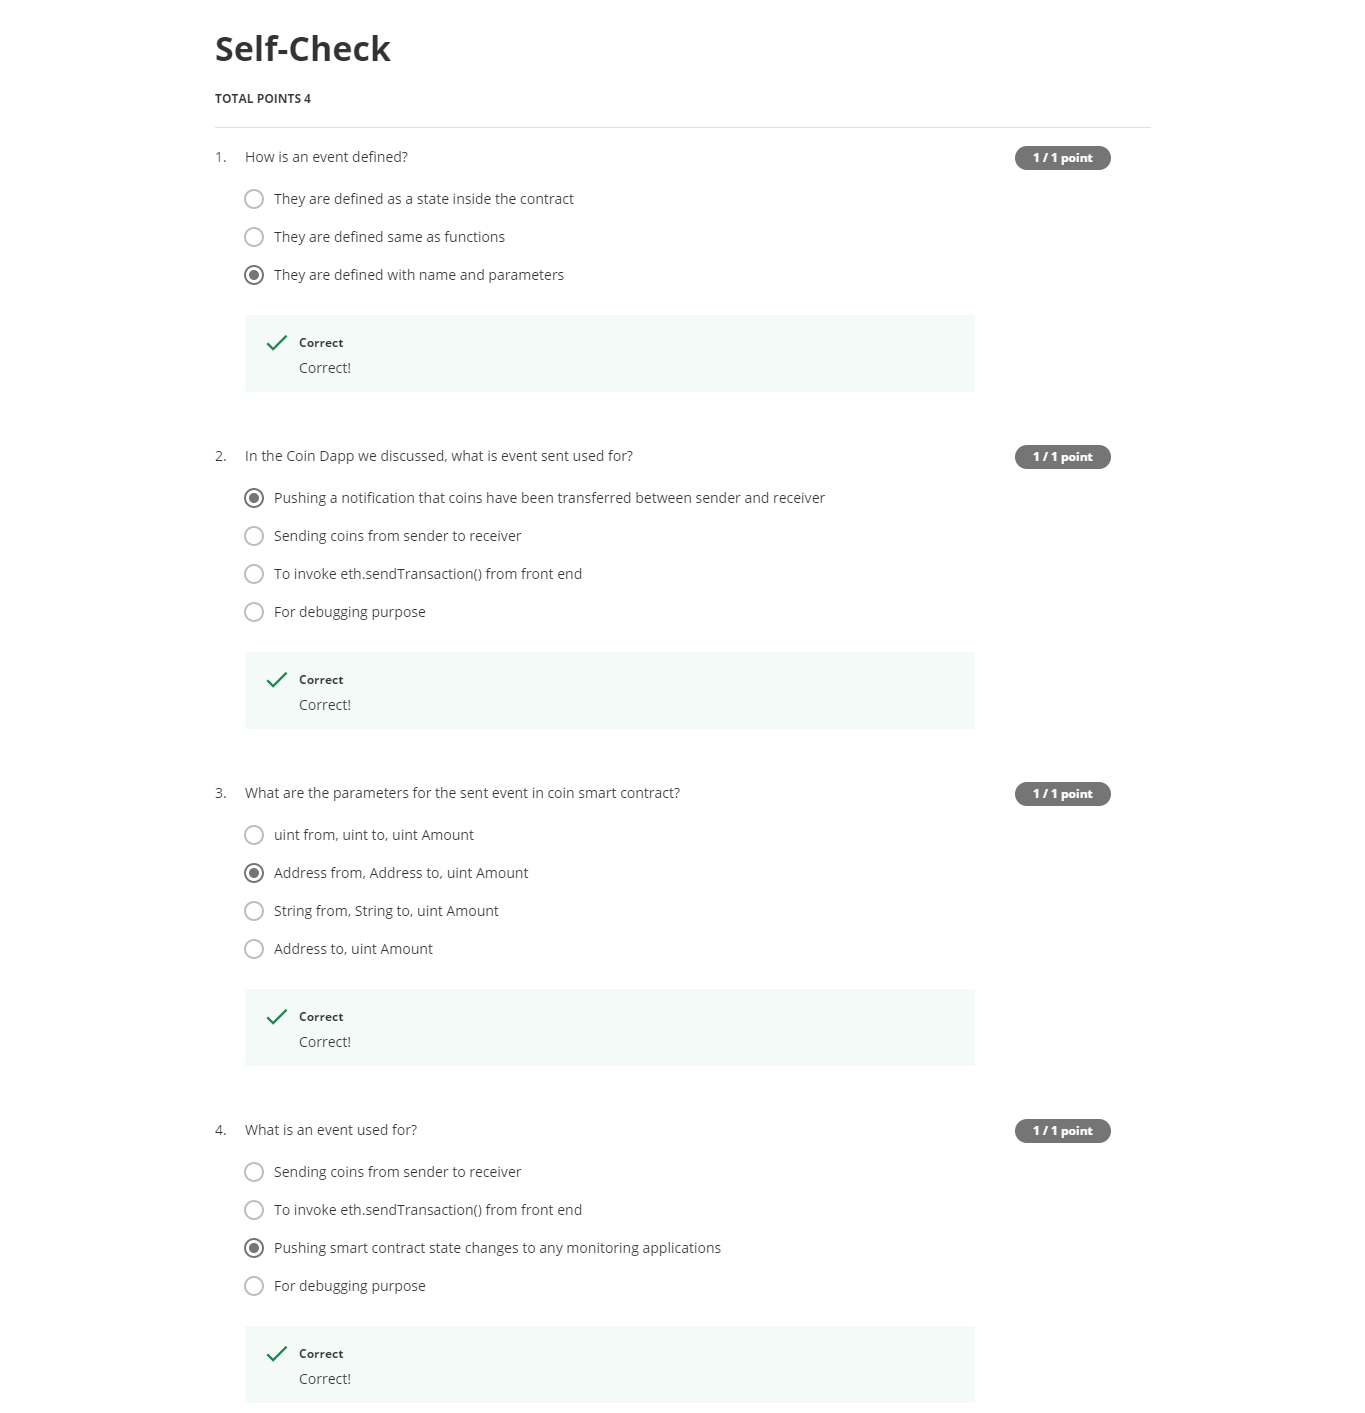 Self-Check
TOTAL POINTS 4
1. How is an event defined?
1 / 1 point
They are defined as a state inside the contract
They are defined same as functions
They are defined with name and parameters
Correct
Correct!
2. In the Coin Dapp we discussed, what is event sent used for?
1 / 1 point
Pushing a notification that coins have been transferred between sender and receiver
Sending coins from sender to receiver
To invoke eth.sendTransaction() from front end
For debugging purpose
Correct
Correct!
3. What are the parameters for the sent event in coin smart contract?
1 / 1 point
uint from, uint to, uint Amount
Address from, Address to, uint Amount
String from, String to, uint Amount
Address to, uint Amount
Correct
Correct!
4. What is an event used for?
1 / 1 point
Sending coins from sender to receiver
To invoke eth.sendTransaction() from front end
Pushing smart contract state changes to any monitoring applications
For debugging purpose
Correct
Correct!